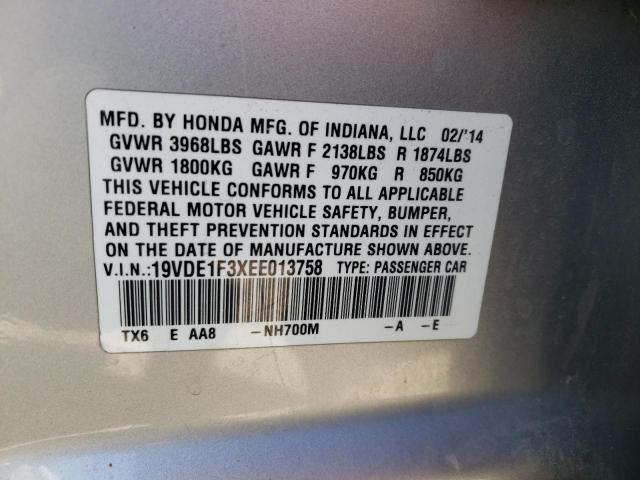 MFD. BY HONDA MFG. OF INDIANA, LLC 02/'14
GVWR 3968LBS GAWR F 2138LBS R 1874LBS
GVWR 1800KG GAWR F 970KG R 850KG
THIS VEHICLE CONFORMS TO ALL APPLICABLE
FEDERAL MOTOR VEHICLE SAFETY, BUMPER,
AND THEFT PREVENTION STANDARDS IN EFFECT
ON THE DATE OF MANUFACTURE SHOWN ABOVE.
V.I.N.:19VDE1F3XEE013758 TYPE: PASSENGER CAR
TX6 E AA8 -NH700M -A -E